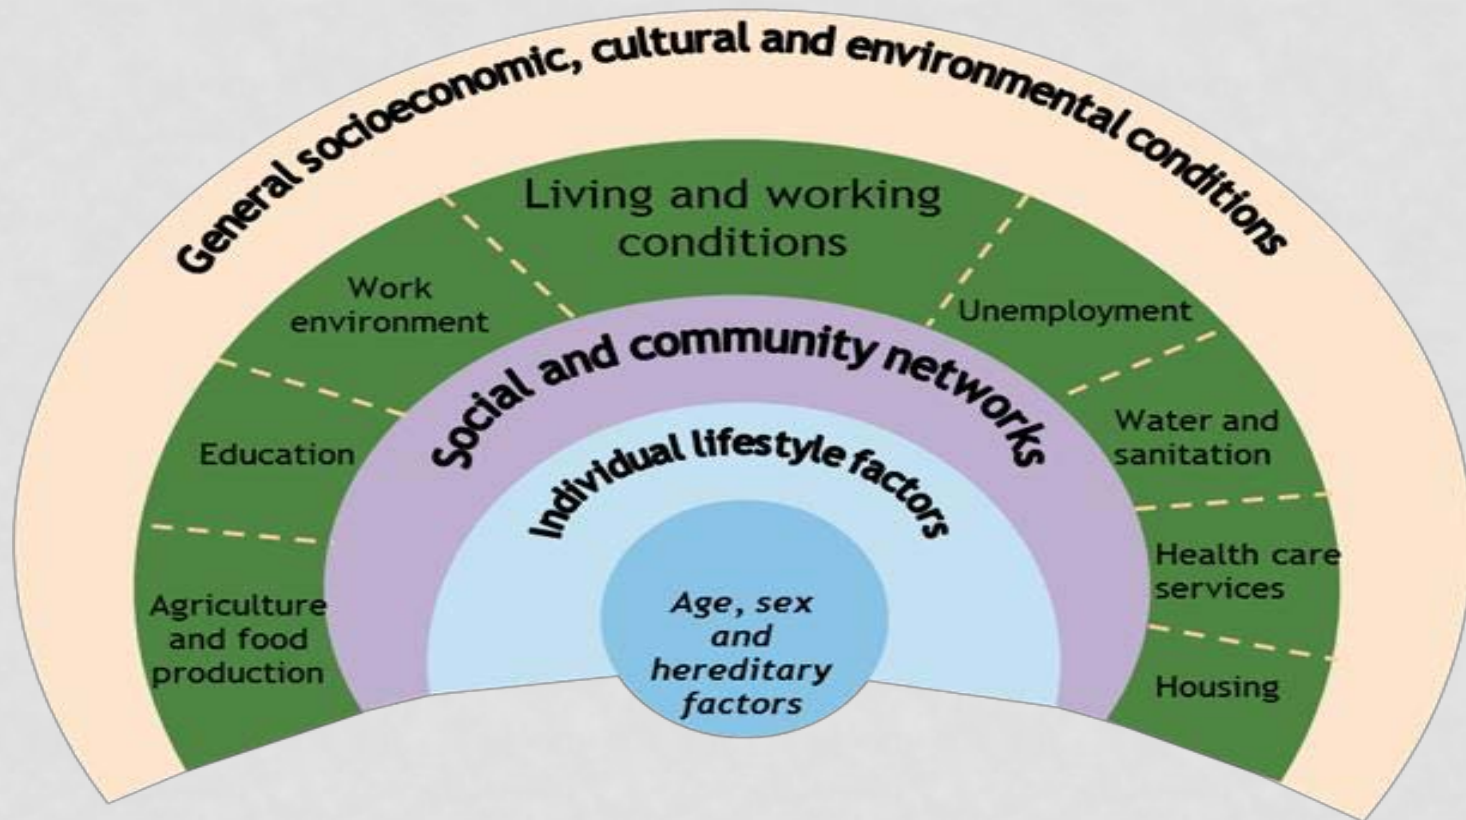 General socioeconomic, cultural and environmental conditions
Living and working
conditions
Work
environment
Unemployment
Social and community networks
Education
Water and
sanitation
Individual lifestyle factors
Health care
services
Agriculture
and food
production
Age, sex
and
hereditary
factors
Housing